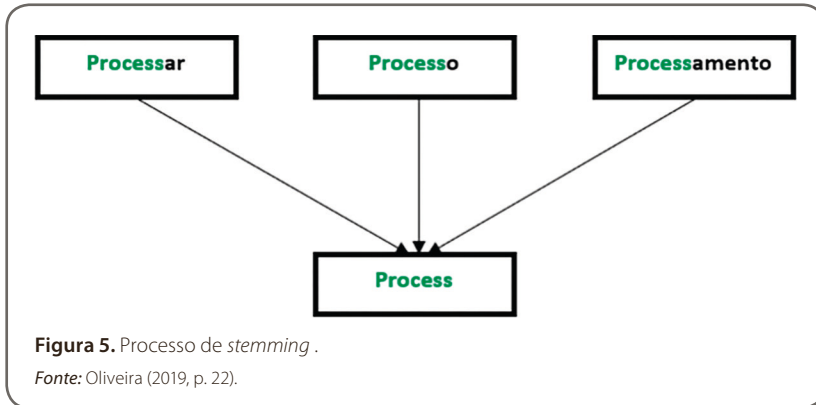 Processar
Processo
Processamento
Process
Figura 5. Processo de stemming .
Fonte: Oliveira (2019, p. 22).